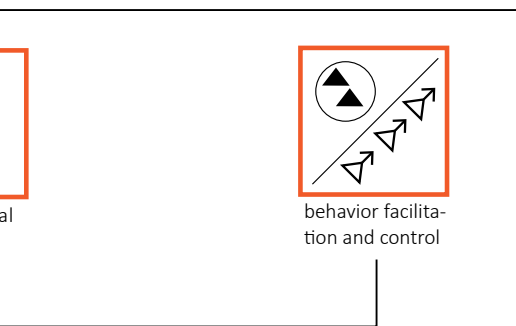 al
behavior facilita-
tion and control